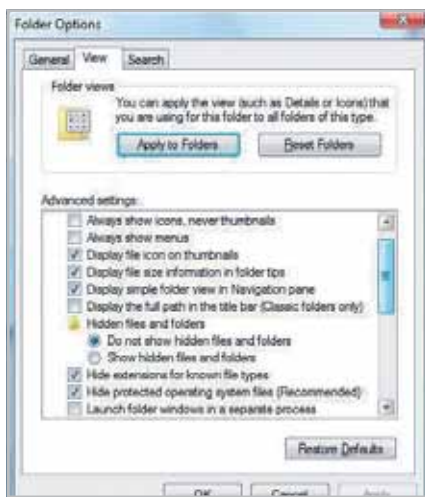 Folder Options
General View Search
Folder views
You can apply the view (such as Details or Icons) that
you are using for this folder to all folders of this type.
Apply to Folders Reset Folders
Advanced settings:
Always show icons, never thumbnails
Always show menus
Display file icon on thumbnails
Display file size information in folder tips
Display simple folder view in Navigation pane
Display the full path in the title bar (Classic folders only)
Hidden files and folders
Do not show hidden files and folders
Show hidden files and folders
Hide extensions for known file types
Hide protected operating system files (Recommended)
Launch folder windows in a separate process
Restore Defaults
OK Cancel Apply